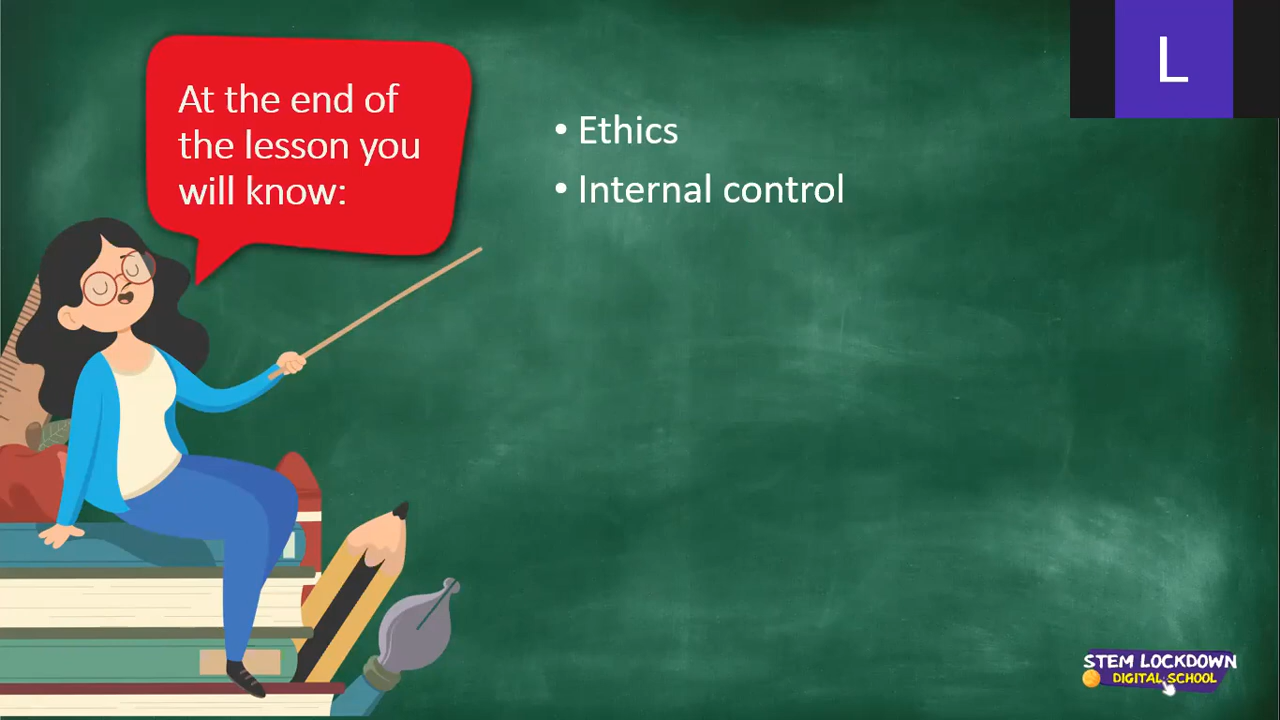 At the end of
the lesson you
will know:
• Ethics
• Internal control
L
STEM LOCKDOWN
DIGITAL SCHOOL